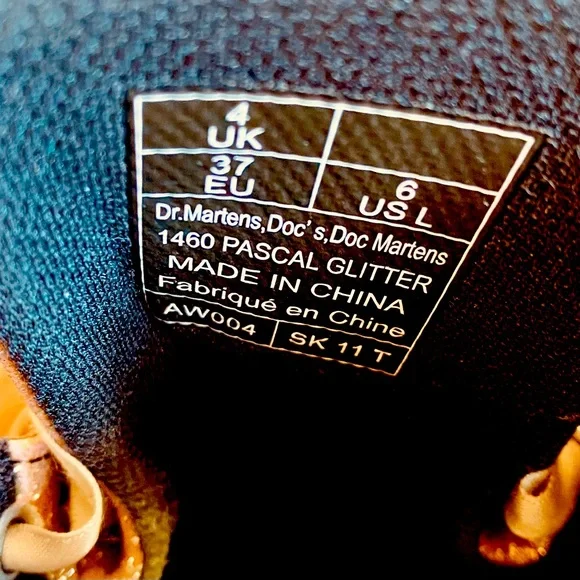 4
UK
37
EU
6
US L
Dr.Martens,Doc's,Doc Martens
1460 PASCAL GLITTER
MADE IN CHINA
Fabriqué en Chine
AW004 SK 11 T